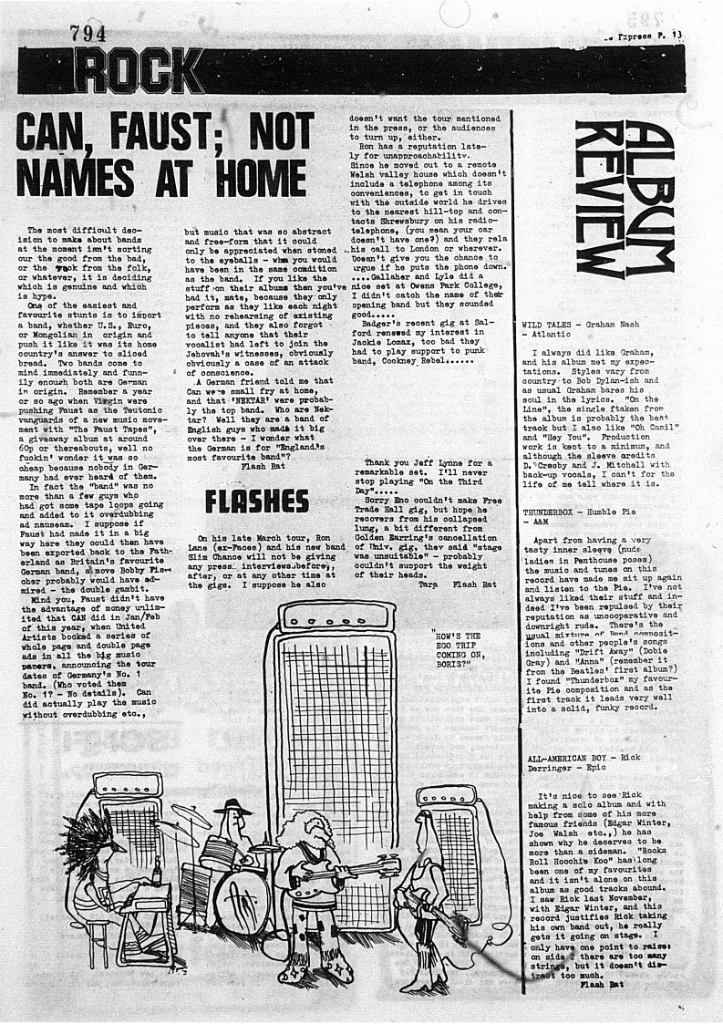 794
Express P. 13
ROCK
CAN, FAUST; NOT
NAMES AT HOME
The most difficult dec-
ision to make about bands
at the moment isn't sorting
our the good from the bad,
or the rock from the folk,
or whatever, it is deciding
which is genuine and which
is hype.
One of the easiest and
favourite stunts is to import
a band, whether U.S., Euro,
or Mongolian in origin and
push it like it was its home
country's answer to sliced
bread. Two bands come to
mind immediately and funn-
ily enough both are German
in origin. Remember a year
or so ago when Virgin were
pushing Faust as the Teutonic
vanguards of a new music move-
ment with "The Faust Tapes",
a giveaway album at around
60p or thereabouts, well no
fuckin' wonder it was so
cheap because nobody in Ger-
many had ever heard of them.
In fact the "band" was no
more than a few guys who
had got some tape loops going
and added to it overdubbing
ad nauseam. I suppose if
Faust had made it in a big
way here they could then have
been exported back to the Fath-
erland as Britain's favourite
German band, a move Bobby Fis-
cher probably would have ad-
mired - the double gambit.
Mind you, Faust didn't have
the advantage of money unlim-
ited that CAN did in Jan/Feb
of this year, when United
Artists booked a series of
whole page and double page
ads in all the big music
papers, announcing the tour
dates of Germany's No. 1
band. (Who voted them
No. 1? - No details). Can
did actually play the music
without overdubbing etc.,
but music that was so abstract
and free-form that it could
only be appreciated when stoned
to the eyeballs - when you would
have been in the same condition
as the band. If you like the
stuff on their albums then you've
had it, mate, because they only
perform as they like each night
with no rehearsing of existing
pieces, and they also forgot
to tell anyone that their
vocalist had left to join the
Jehovah's witnesses, obviously
obviously a case of an attack
of conscience.
A German friend told me that
Can were small fry at home,
and that 'NEKTAR' were probab-
ly the top band. Who are Nek-
tar? Well they are a band of
English guys who made it big
over there - I wonder what
the German is for "England's
most favourite band"?
Flash Rat
FLASHES
On his late March tour, Ron
Lane (ex-Faces) and his new band
Slim Chance will not be giving
any press interviews before,
after, or at any other time at
the gigs. I suppose he also
doesn't want the tour mentioned
in the press, or the audiences
to turn up, either.
Ron has a reputation late-
ly for unapproachability.
Since he moved out to a remote
Welsh valley house which doesn't
include a telephone among its
conveniences, to get in touch
with the outside world he drives
to the nearest hill-top and con-
tacts Shrewsbury on his radio-
telephone, (you mean your car
doesn't have one?) and they rela
his call to London or wherever.
Doesn't give you the chance to
argue if he puts the phone down.
....Gallaher and Lyle did a
nice set at Owens Park College,
I didn't catch the name of their
opening band but they sounded
good.....
Badger's recent gig at Sal-
ford renewed my interest in
Jackie Lomax, too bad they
had to play support to punk
band, Cockney Rebel......
Thank you Jeff Lynne for a
remarkable set. I'll never
stop playing "On the Third
Day".....
Sorry Eno couldn't make Free
Trade Hall gig, but hope he
recovers from his collapsed
lung, a bit different from
Golden Earring's cancellation
of Univ. gig, they said "stage
was unsuitable" - probably
couldn't support the weight
of their heads.
Tara Flash Rat
"HOW'S THE
EGO TRIP
COMING ON,
BORIS?"
ALBUM
REVIEW
WILD TALES - Graham Nash
- Atlantic
I always did like Graham,
and his album met my expec-
tations. Styles vary from
country to Bob Dylan-ish and
as usual Graham bares his
soul in the lyrics. "On the
Line", the single ftaken from
the album is probably the best
track but I also like "Oh Camil"
and "Hey You". Production
work is kept to a minimum, and
although the sleeve credits
D. Crosby and J. Mitchell with
back-up vocals, I can't for the
life of me tell where it is.
THUNDERBOX - Humble Pie
- A&M
Apart from having a very
tasty inner sleeve (nude
ladies in Penthouse poses)
the music and tunes on this
record have made me sit up again
and listen to the Pie. I've not
always liked their stuff and in-
deed I've been repulsed by their
reputation as uncooperative and
downright rude. There's the
usual mixture of Band composit-
ions and other people's songs
including "Drift Away" (Dobie
Gray) and "Anna" (remember it
from the Beatles' first album?)
I found "Thunderbox" my favour-
ite Pie composition and as the
first track it leads very well
into a solid, funky record.
ALL-AMERICAN BOY - Rick
Derringer - Epic
It's nice to see Rick
making a solo album and with
help from some of his more
famous friends (Edgar Winter,
Joe Walsh etc.,) he has
shown why he deserves to be
more than a sideman. "Rocks
Roll Hoochie Koo" has long
been one of my favourites
and it isn't alone on this
album as good tracks abound.
I saw Rick last November,
with Edgar Winter, and this
record justifies Rick taking
his own band out, he really
gets it going on stage. I
only have one point to raise:
on side there are too many
strings, but it doesn't dis-
tract too much.
Flash Rat